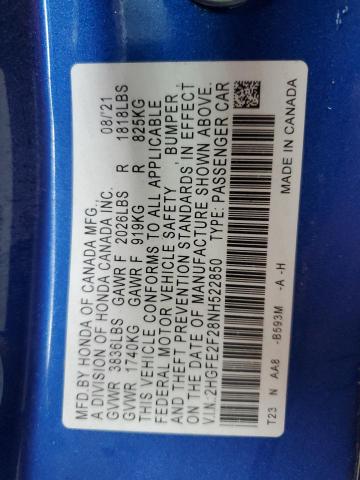 MFD BY HONDA OF CANADA MFG., 08/'21
A DIVISION OF HONDA CANADA INC.
GVWR 3836LBS GAWR F 2026LBS R 1818LBS
GVWR 1740KG GAWR F 919KG R 825KG
THIS VEHICLE CONFORMS TO ALL APPLICABLE
FEDERAL MOTOR VEHICLE SAFETY , BUMPER ,
AND THEFT PREVENTION STANDARDS IN EFFECT
ON THE DATE OF MANUFACTURE SHOWN ABOVE.
V.I.N:2HGFE2F28NH522850 TYPE: PASSENGER CAR
T23 N AA8 -B593M -A -H MADE IN CANADA